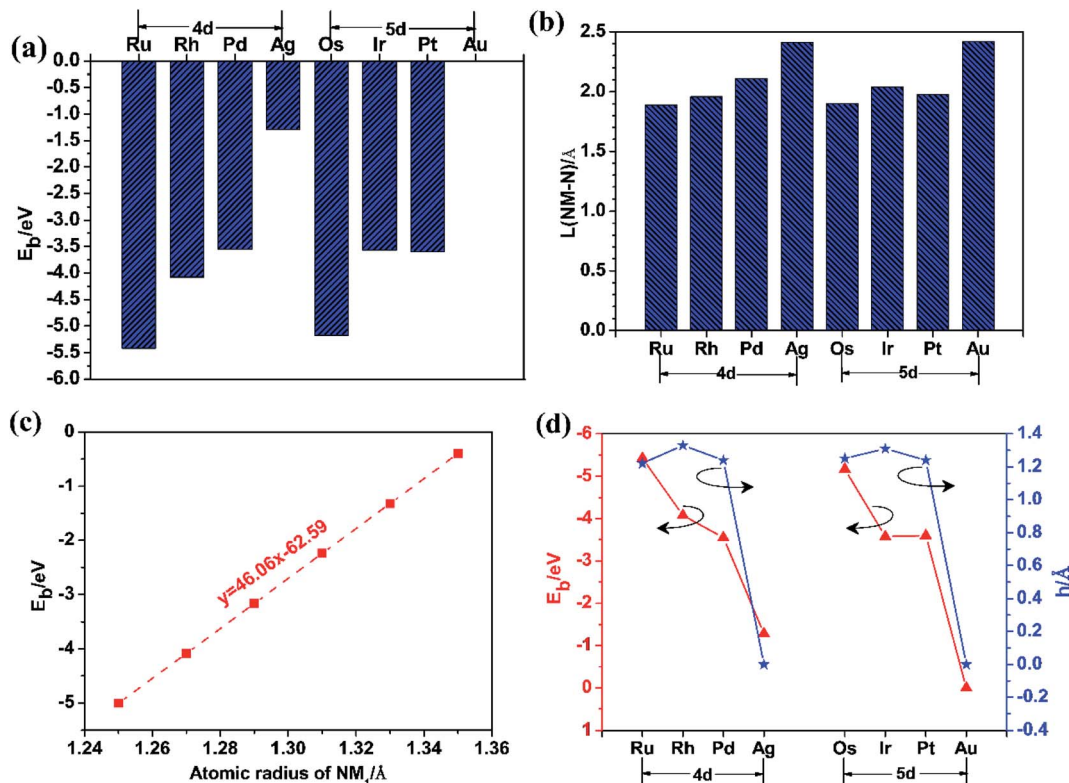 (a)
4d
5d
Ru Rh Pd Ag Os Ir Pt Au
0.0
-0.5
-1.0
-1.5
-2.0
-2.5
-3.0
-3.5
-4.0
-4.5
-5.0
-5.5
-6.0
E_b/eV
(b)
2.5
2.0
1.5
1.0
0.5
0.0
L(NM-N)/Å
Ru Rh Pd Ag Os Ir Pt Au
4d
5d
(c)
0
-1
-2
-3
-4
-5
E_b/eV
y=46.06x-62.59
1.24 1.26 1.28 1.30 1.32 1.34 1.36
Atomic radius of NM₁/Å
(d)
-6
-5
-4
-3
-2
-1
0
1
E_b/eV
1.4
1.2
1.0
0.8
0.6
0.4
0.2
0.0
-0.2
-0.4
h/Å
Ru Rh Pd Ag Os Ir Pt Au
4d
5d